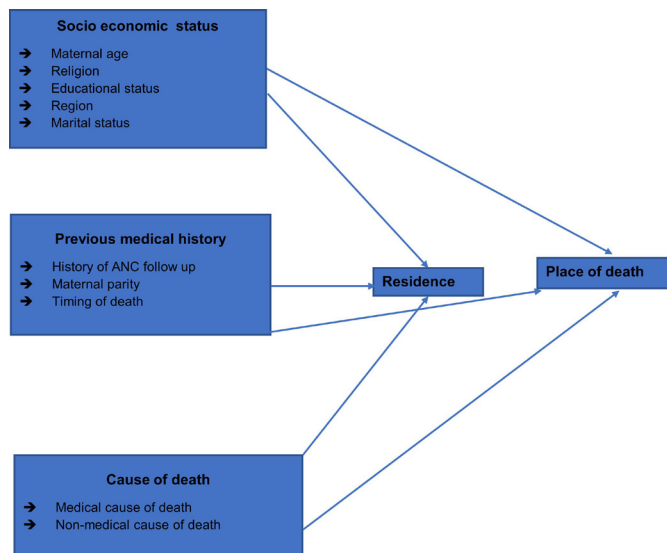 Socio economic status
➔ Maternal age
➔ Religion
➔ Educational status
➔ Region
➔ Marital status
Previous medical history
➔ History of ANC follow up
➔ Maternal parity
➔ Timing of death
Residence
Place of death
Cause of death
➔ Medical cause of death
➔ Non-medical cause of death